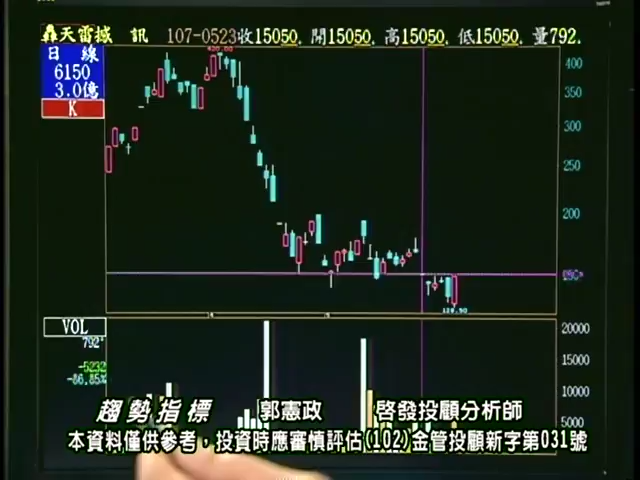 轟天雷撼 訊 107-0523收15050. 開15050. 高15050. 低15050. 量792.
日 線
6150
3.0億
K
400
350
300
250
200
VOL
792
-5232
-86.85%
20000
15000
10000
5000
趨勢指標 郭憲政 啓發投顧分析師
本資料僅供參考，投資時應審慎評估(102)金管投顧新字第031號